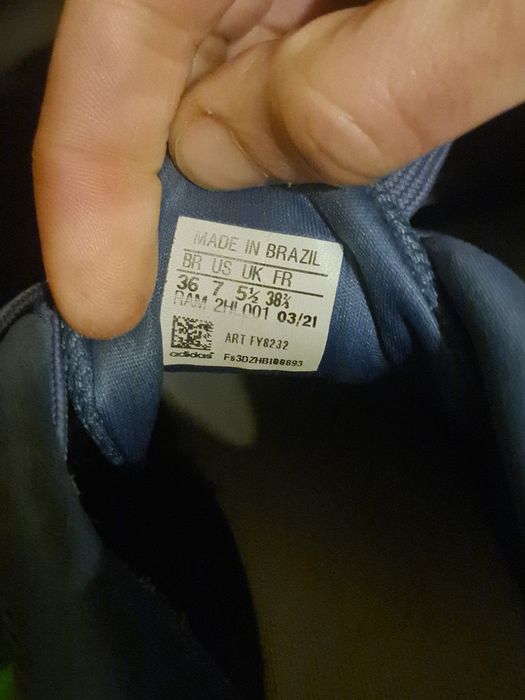 MADE IN BRAZIL
BR US UK FR
36 7 5½ 38⅔
RAM 2HL001 03/21
ART FY8232
adidas